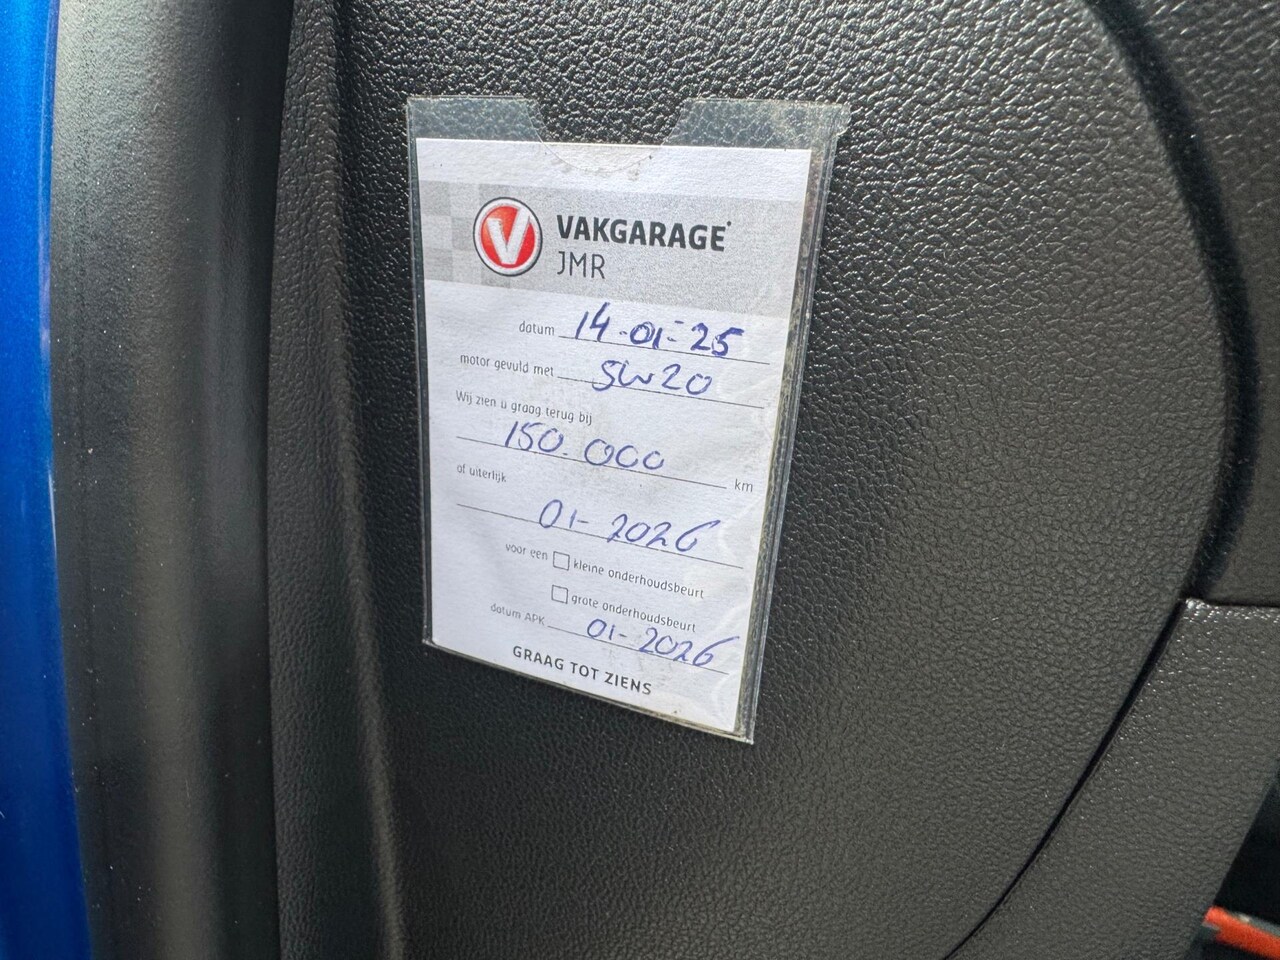 V VAKGARAGE
JMR
datum 14-01-25
motor gevuld met 5W20
Wij zien u graag terug bij
150.000 km
of uiterlijk
01-2026
voor een kleine onderhoudsbeurt
grote onderhoudsbeurt
datum APK 01-2026
GRAAG TOT ZIENS